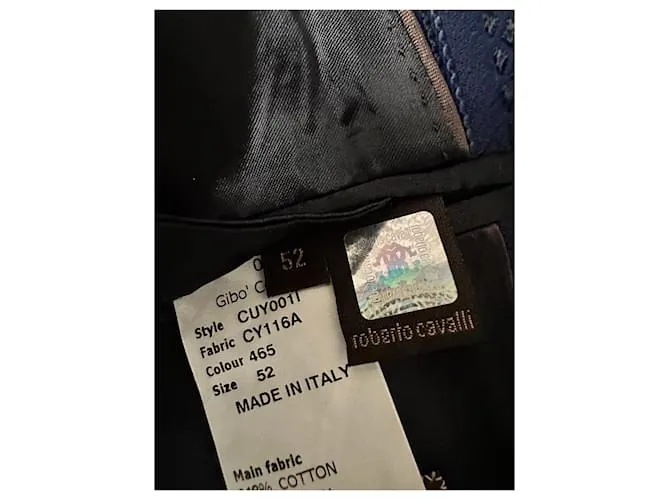 52
roberto cavalli
Gibo' C
Style CUY001I
Fabric CY116A
Colour 465
Size 52
MADE IN ITALY
Main fabric
COTTON